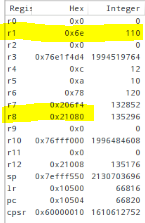 Regis Hex Integer
r0 0x0 0
r1 0x6e 110
r2 0x0 0
r3 0x76e1f4d4 1994519764
r4 0xc 12
r5 0xa 10
r6 0x78 120
r7 0x206f4 132852
r8 0x21080 135296
r9 0x0 0
r10 0x76fff000 1996484608
r11 0x0 0
r12 0x21008 135176
sp 0x7efff550 2130703696
lr 0x10500 66816
pc 0x10504 66820
cpsr 0x60000010 1610612752